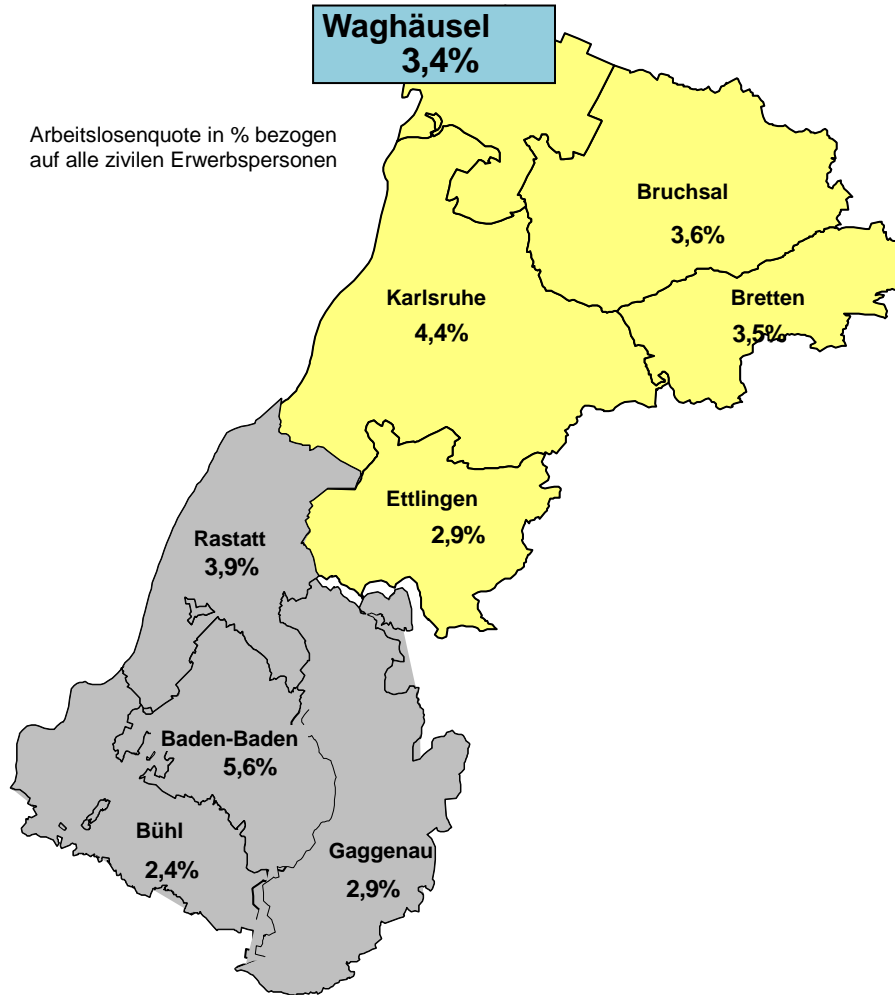 Waghäusel
3,4%
Arbeitslosenquote in % bezogen
auf alle zivilen Erwerbspersonen
Bruchsal
3,6%
Karlsruhe
4,4%
Bretten
3,5%
Ettlingen
2,9%
Rastatt
3,9%
Baden-Baden
5,6%
Bühl
2,4%
Gaggenau
2,9%